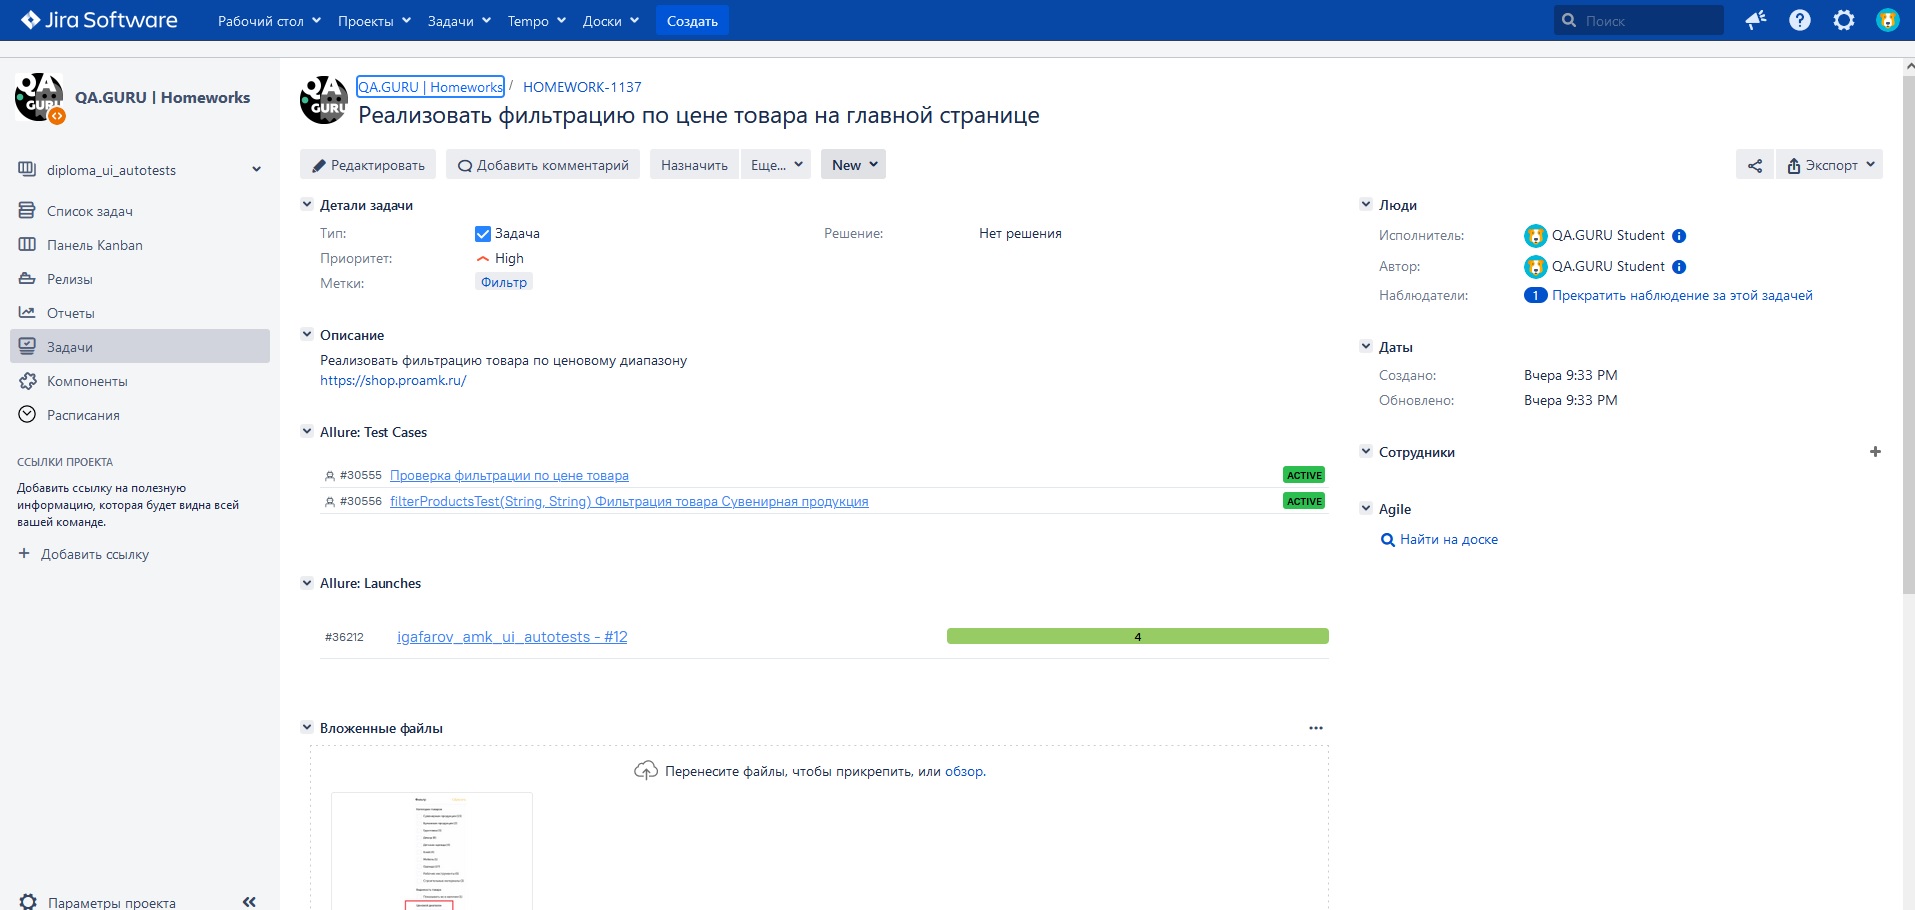 Jira Software
Рабочий стол
Проекты
Задачи
Tempo
Доски
Создать
Поиск
QA.GURU | Homeworks
diploma_ui_autotests
Список задач
Панель Kanban
Релизы
Отчеты
Задачи
Компоненты
Расписания
ССЫЛКИ ПРОЕКТА
Добавить ссылку на полезную
информацию, которая будет видна всей
вашей команде.
+ Добавить ссылку
Параметры проекта
QA.GURU | Homeworks / HOMEWORK-1137
Реализовать фильтрацию по цене товара на главной странице
Редактировать
Добавить комментарий
Назначить
Еще...
New
Экспорт
Детали задачи
Тип: Задача
Решение: Нет решения
Приоритет: High
Метки: Фильтр
Описание
Реализовать фильтрацию товара по ценовому диапазону
https://shop.proamk.ru/
Allure: Test Cases
#30555 Проверка фильтрации по цене товара ACTIVE
#30556 filterProductsTest(String, String) Фильтрация товара Сувенирная продукция ACTIVE
Allure: Launches
#36212 igafarov_amk_ui_autotests - #12 4
Вложенные файлы
Перенесите файлы, чтобы прикрепить, или обзор.
Люди
Исполнитель: QA.GURU Student
Автор: QA.GURU Student
Наблюдатели: 1 Прекратить наблюдение за этой задачей
Даты
Создано: Вчера 9:33 PM
Обновлено: Вчера 9:33 PM
Сотрудники
Agile
Найти на доске